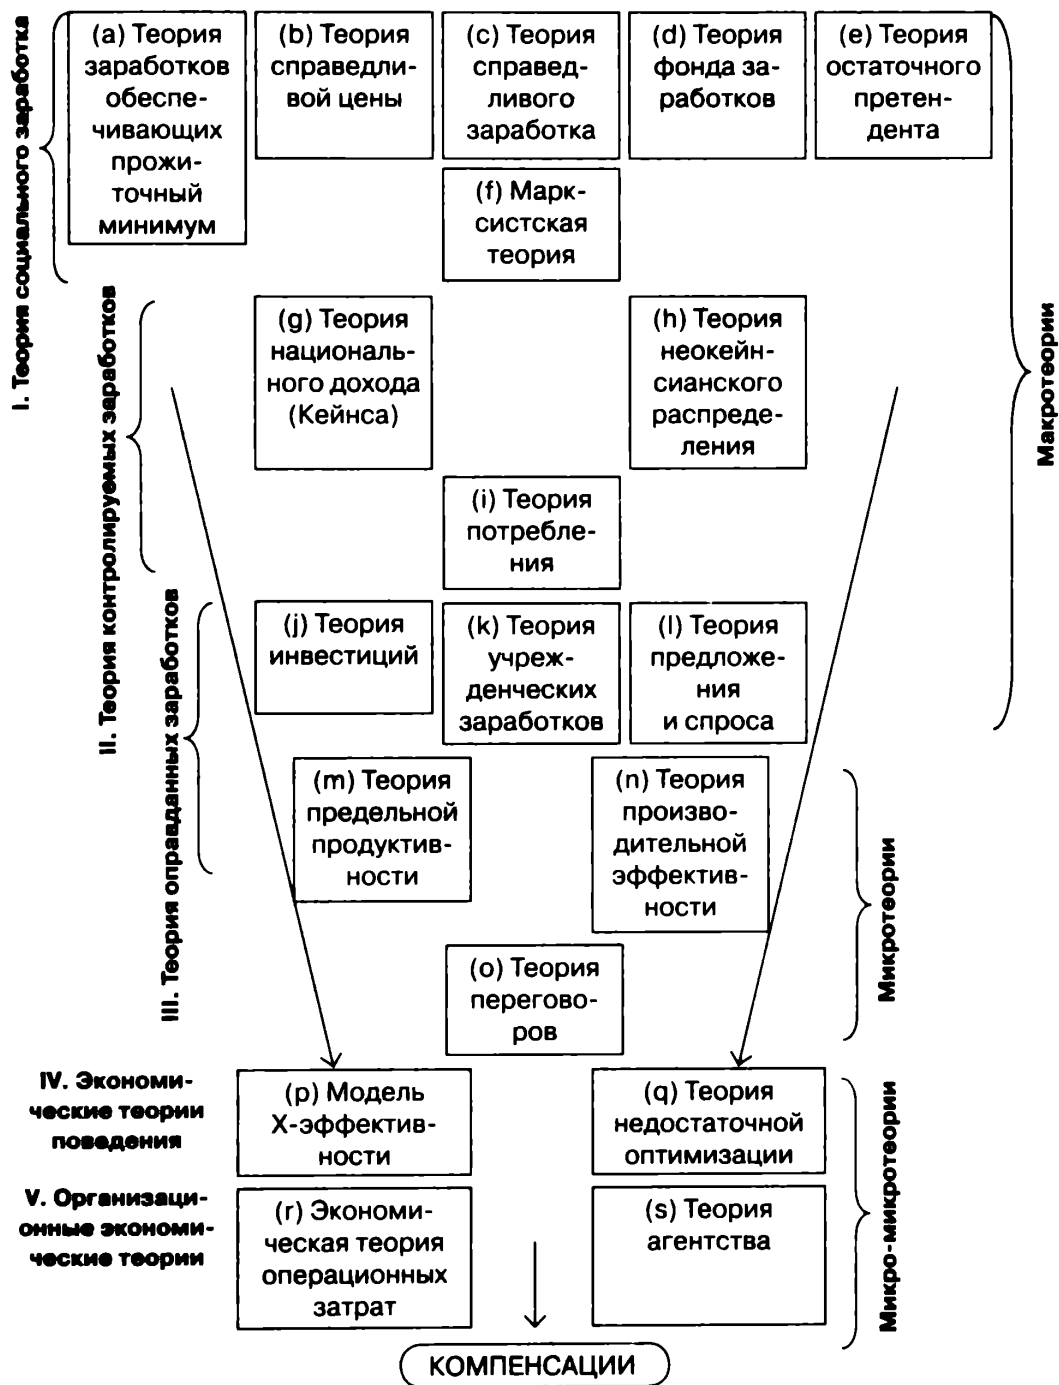 I. Теория социального заработка
(a) Теория
заработков
обеспе-
чивающих
прожи-
точный
минимум
(b) Теория
справедли-
вой цены
(c) Теория
справед-
ливого
заработка
(d) Теория
фонда за-
работков
(e) Теория
остаточного
претен-
дента
(f) Марк-
систская
теория
Макротеории
II. Теория контролируемых заработков
(g) Теория
националь-
ного дохода
(Кейнса)
(h) Теория
неокейн-
сианского
распреде-
ления
(i) Теория
потребле-
ния
III. Теория оправданных заработков
(j) Теория
инвестиций
(k) Теория
учреж-
денческих
заработков
(l) Теория
предложе-
ния
и спроса
(m) Теория
предельной
продуктив-
ности
(n) Теория
произво-
дительной
эффектив-
ности
Микротеории
(o) Теория
перегово-
ров
IV. Экономи-
ческие теории
поведения
(p) Модель
X-эффектив-
ности
(q) Теория
недостаточной
оптимизации
Микро-микротеории
V. Организаци-
онные экономи-
ческие теории
(r) Экономи-
ческая теория
операционных
затрат
(s) Теория
агентства
КОМПЕНСАЦИИ